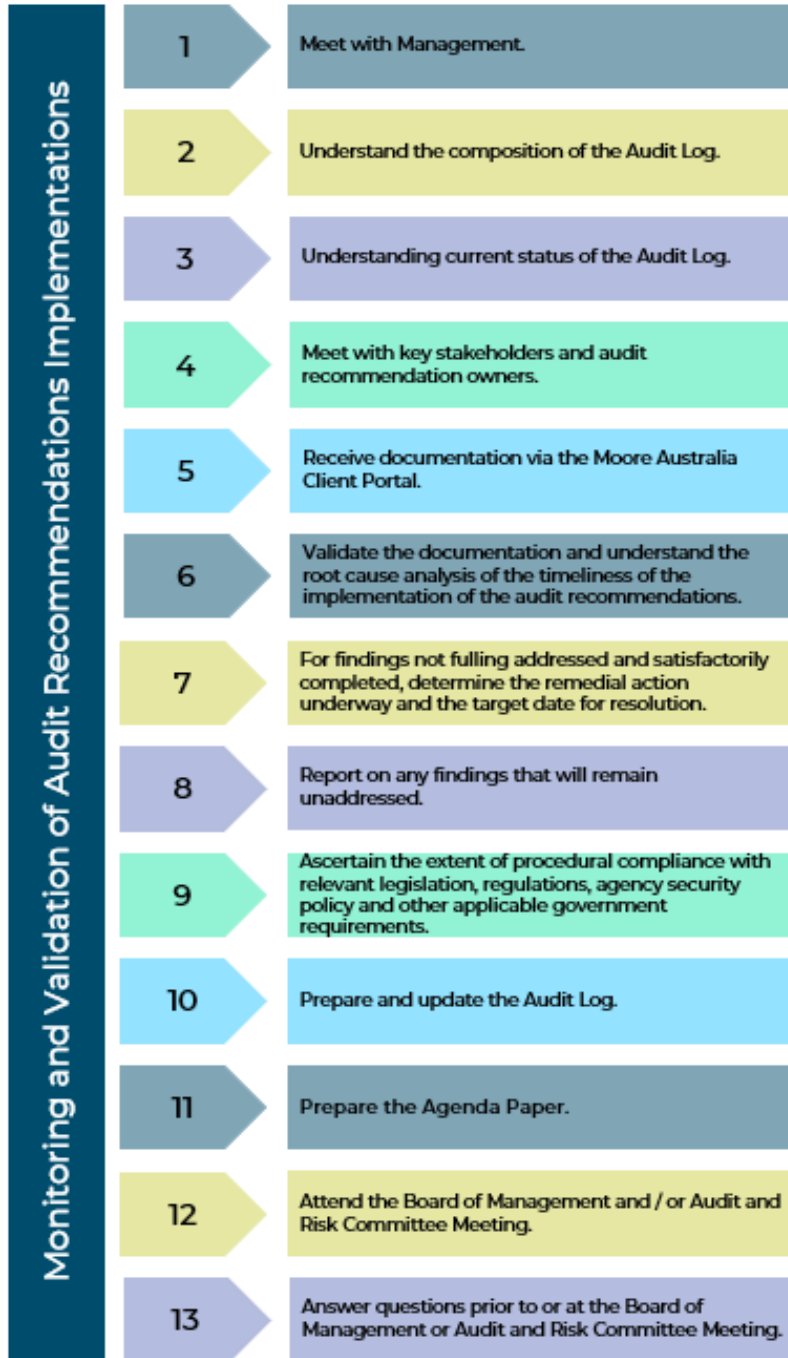 Monitoring and Validation of Audit Recommendations Implementations
1
Meet with Management.
2
Understand the composition of the Audit Log.
3
Understanding current status of the Audit Log.
4
Meet with key stakeholders and audit
recommendation owners.
5
Receive documentation via the Moore Australia
Client Portal.
6
Validate the documentation and understand the
root cause analysis of the timeliness of the
implementation of the audit recommendations.
7
For findings not fulling addressed and satisfactorily
completed, determine the remedial action
underway and the target date for resolution.
8
Report on any findings that will remain
unaddressed.
9
Ascertain the extent of procedural compliance with
relevant legislation, regulations, agency security
policy and other applicable government
requirements.
10
Prepare and update the Audit Log.
11
Prepare the Agenda Paper.
12
Attend the Board of Management and / or Audit and
Risk Committee Meeting.
13
Answer questions prior to or at the Board of
Management or Audit and Risk Committee Meeting.